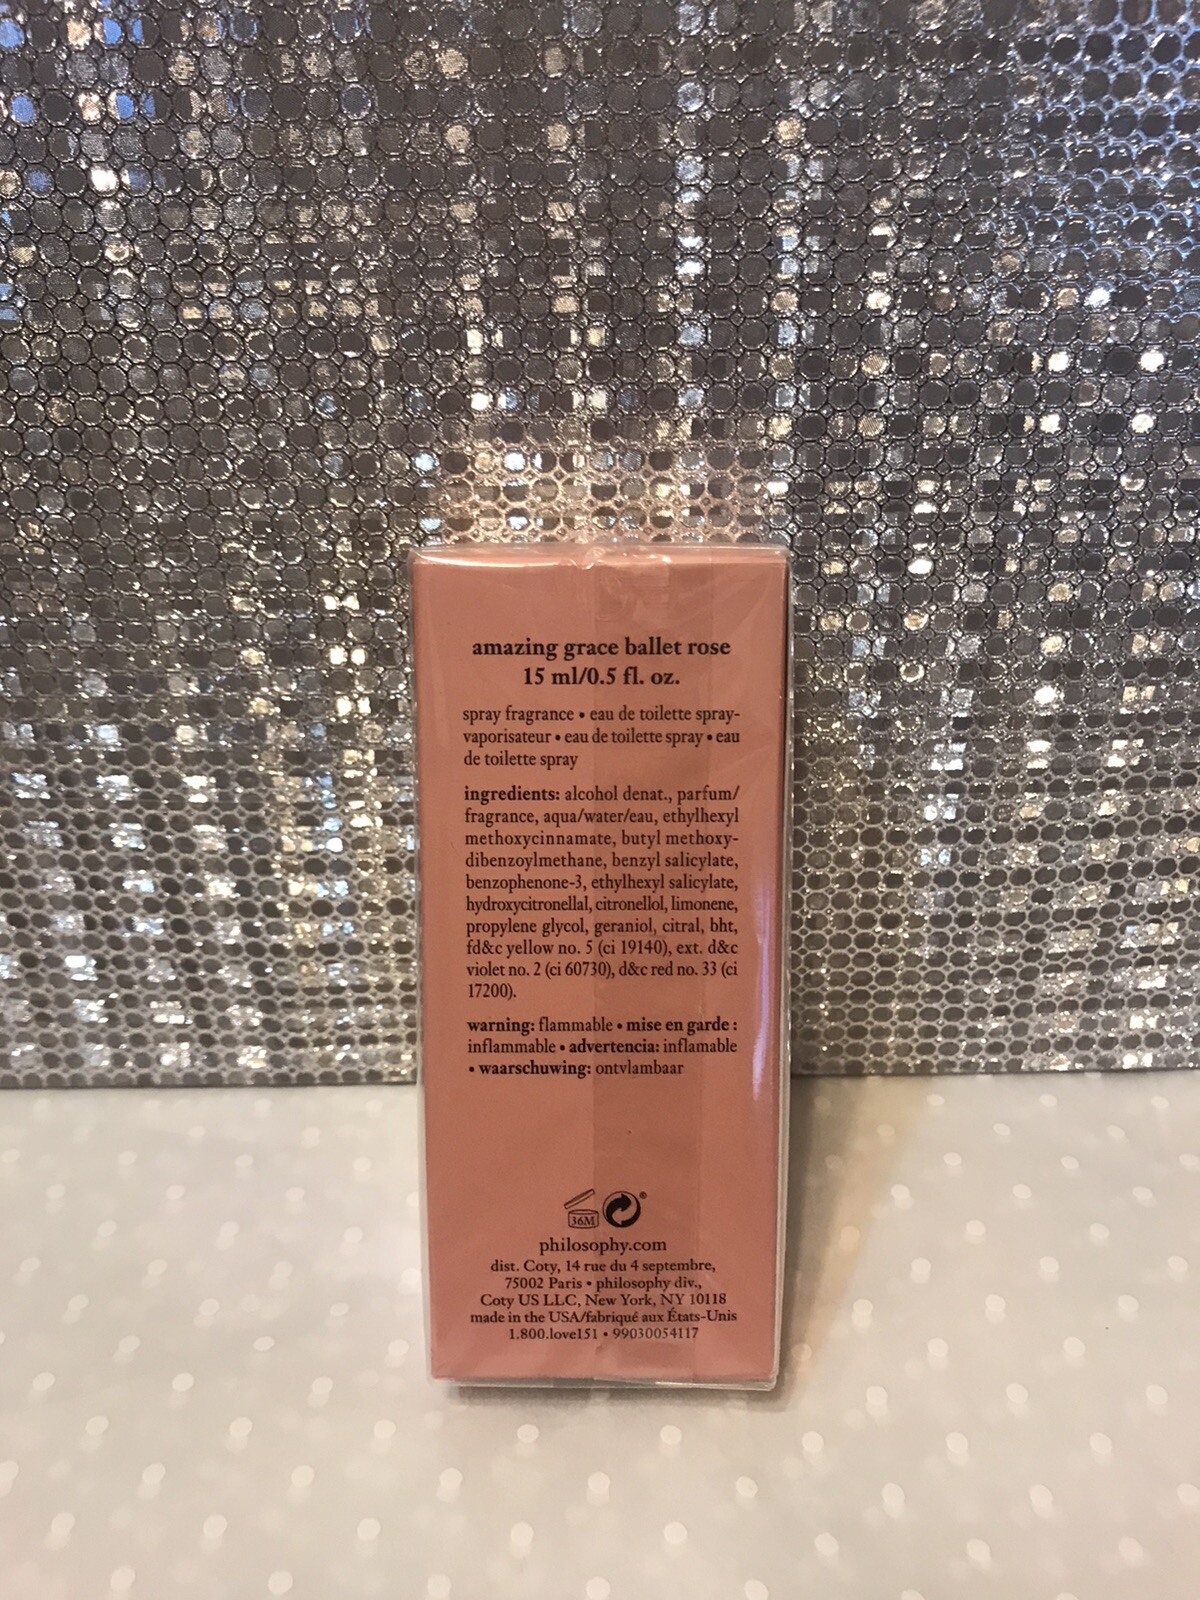 amazing grace ballet rose
15 ml/0.5 fl. oz.
spray fragrance • eau de toilette spray-
vaporisateur • eau de toilette spray • eau
de toilette spray
ingredients: alcohol denat., parfum/
fragrance, aqua/water/eau, ethylhexyl
methoxycinnamate, butyl methoxy-
dibenzoylmethane, benzyl salicylate,
benzophenone-3, ethylhexyl salicylate,
hydroxycitronellal, citronellol, limonene,
propylene glycol, geraniol, citral, bht,
fd&c yellow no. 5 (ci 19140), ext. d&c
violet no. 2 (ci 60730), d&c red no. 33 (ci
17200).
warning: flammable • mise en garde :
inflammable • advertencia: inflamable
• waarschuwing: ontvlambaar
36M ®
philosophy.com
dist. Coty, 14 rue du 4 septembre,
75002 Paris • philosophy div.,
Coty US LLC, New York, NY 10118
made in the USA/fabriqué aux États-Unis
1.800.love151 • 99030054117